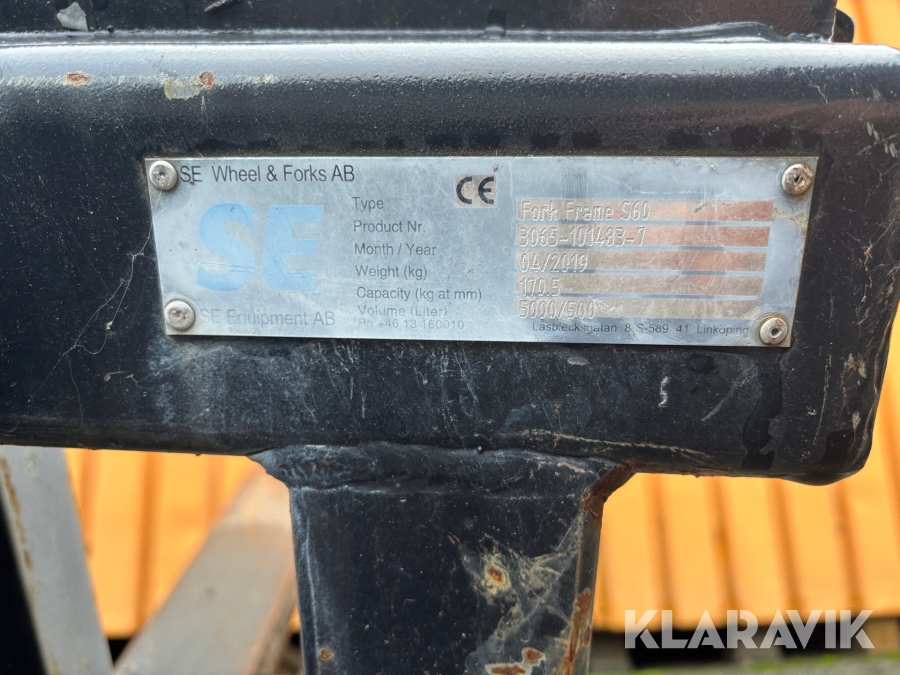 SE Wheel & Forks AB
CE
SE
Type Fork Frame S60
Product Nr. 3065-101483-7
Month / Year 04/2019
Weight (kg) 170.5
Capacity (kg at mm) 5000/500
Volume (Liter)
SE Equipment AB Ph +46 13 160010 Låsblecksgatan 8, S-589 41 Linköping
KLARAVIK